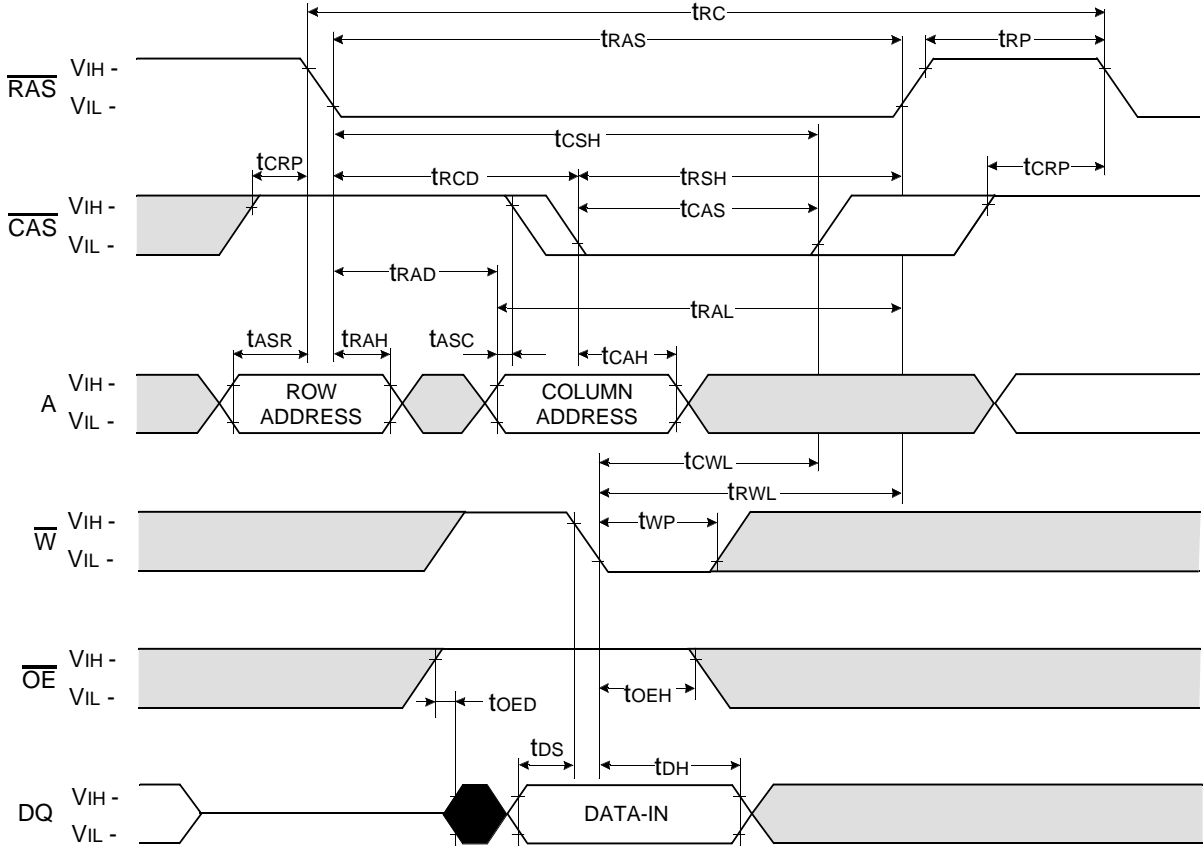 tRC
tRAS
tRP
RAS
VIH -
VIL -
tCSH
tCRP
tRCD
tRSH
tCRP
CAS
VIH -
VIL -
tCAS
tRAD
tRAL
tASR
tRAH
tASC
tCAH
A
VIH -
VIL -
ROW
ADDRESS
COLUMN
ADDRESS
tCWL
tRWL
W
VIH -
VIL -
tWP
OE
VIH -
VIL -
tOED
tOEH
tDS
tDH
DQ
VIH -
VIL -
DATA-IN